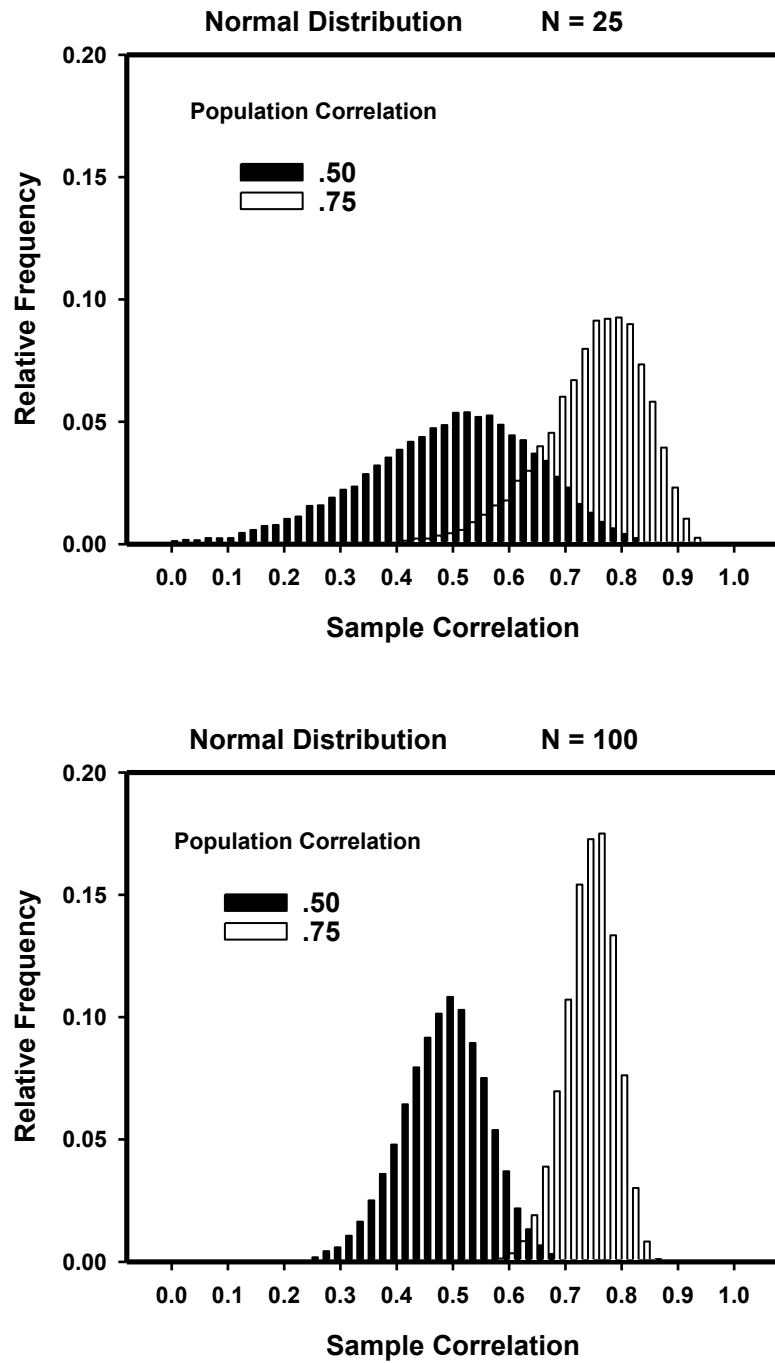 Normal Distribution N = 25
0.20
Population Correlation
.50
0.15
.75
0.10
0.05
0.00
Relative Frequency
0.0 0.1 0.2 0.3 0.4 0.5 0.6 0.7 0.8 0.9 1.0
Sample Correlation
Normal Distribution N = 100
0.20
Population Correlation
0.15
.50
.75
0.10
0.05
0.00
Relative Frequency
0.0 0.1 0.2 0.3 0.4 0.5 0.6 0.7 0.8 0.9 1.0
Sample Correlation